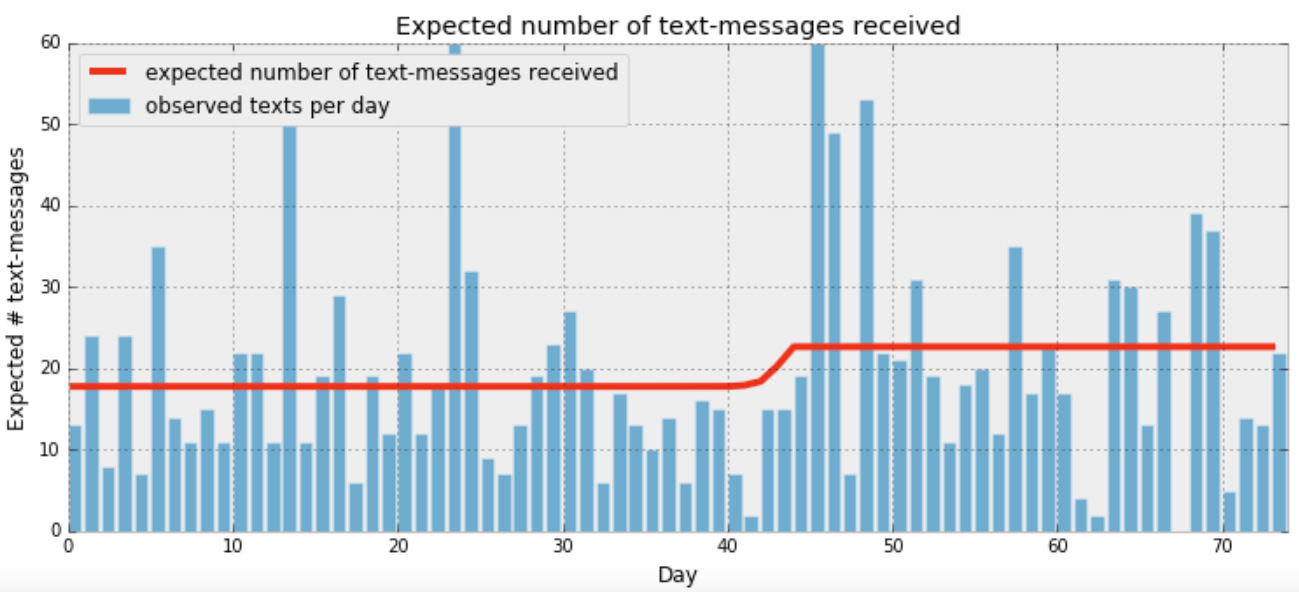 Expected number of text-messages received
60
50
40
30
20
10
0
Expected # text-messages
expected number of text-messages received
observed texts per day
0 10 20 30 40 50 60 70
Day